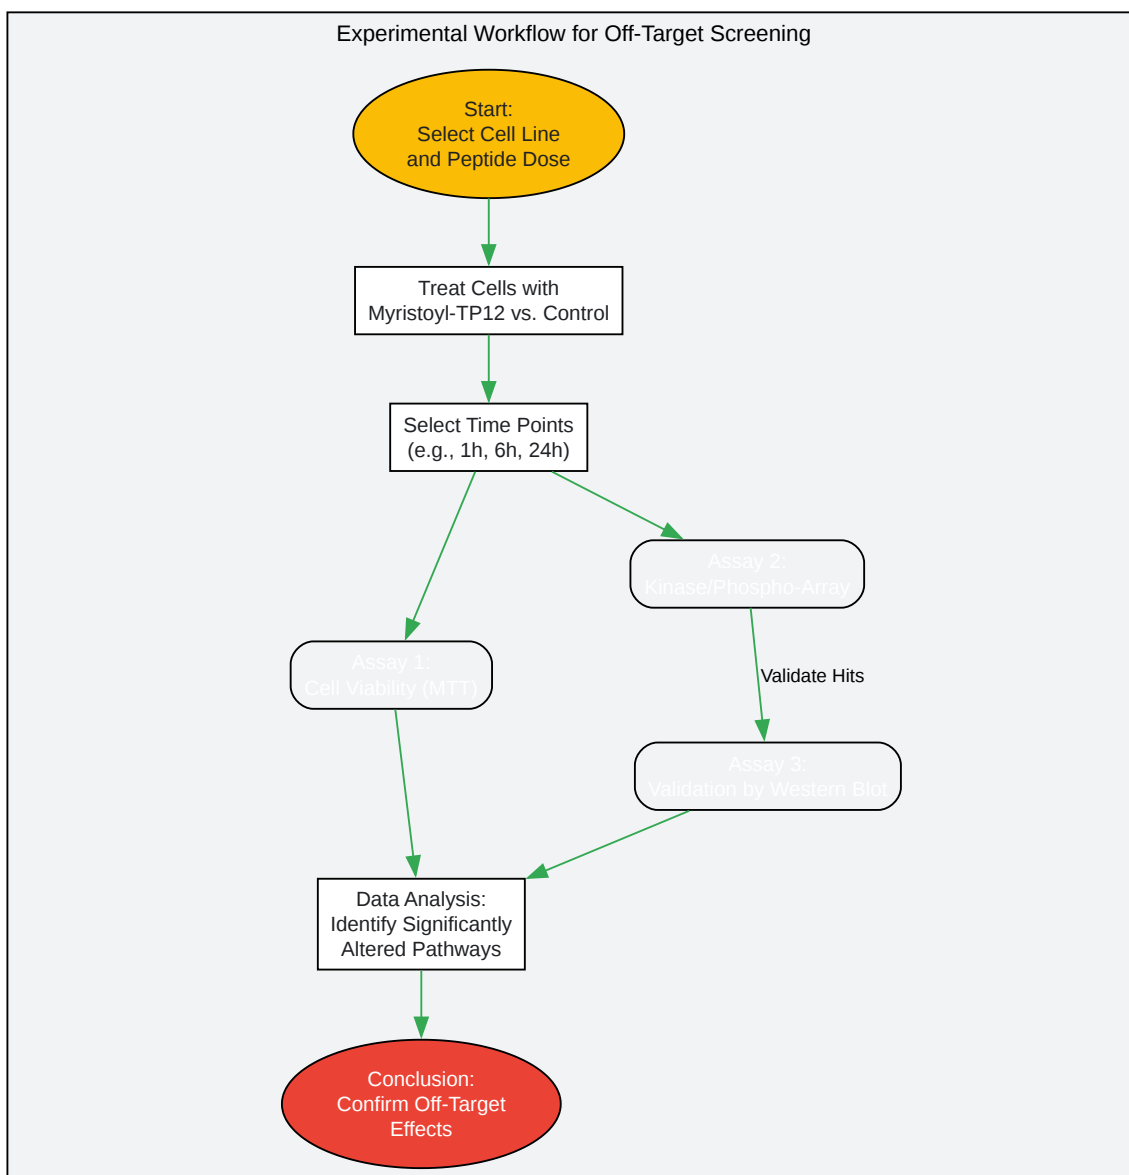 Experimental Workflow for Off-Target Screening
Start:
Select Cell Line
and Peptide Dose
Treat Cells with
Myristoyl-TP12 vs. Control
Select Time Points
(e.g., 1h, 6h, 24h)
Assay 2:
Kinase/Phospho-Array
Assay 1:
Cell Viability (MTT)
Validate Hits
Assay 3:
Validation by Western Blot
Data Analysis:
Identify Significantly
Altered Pathways
Conclusion:
Confirm Off-Target
Effects